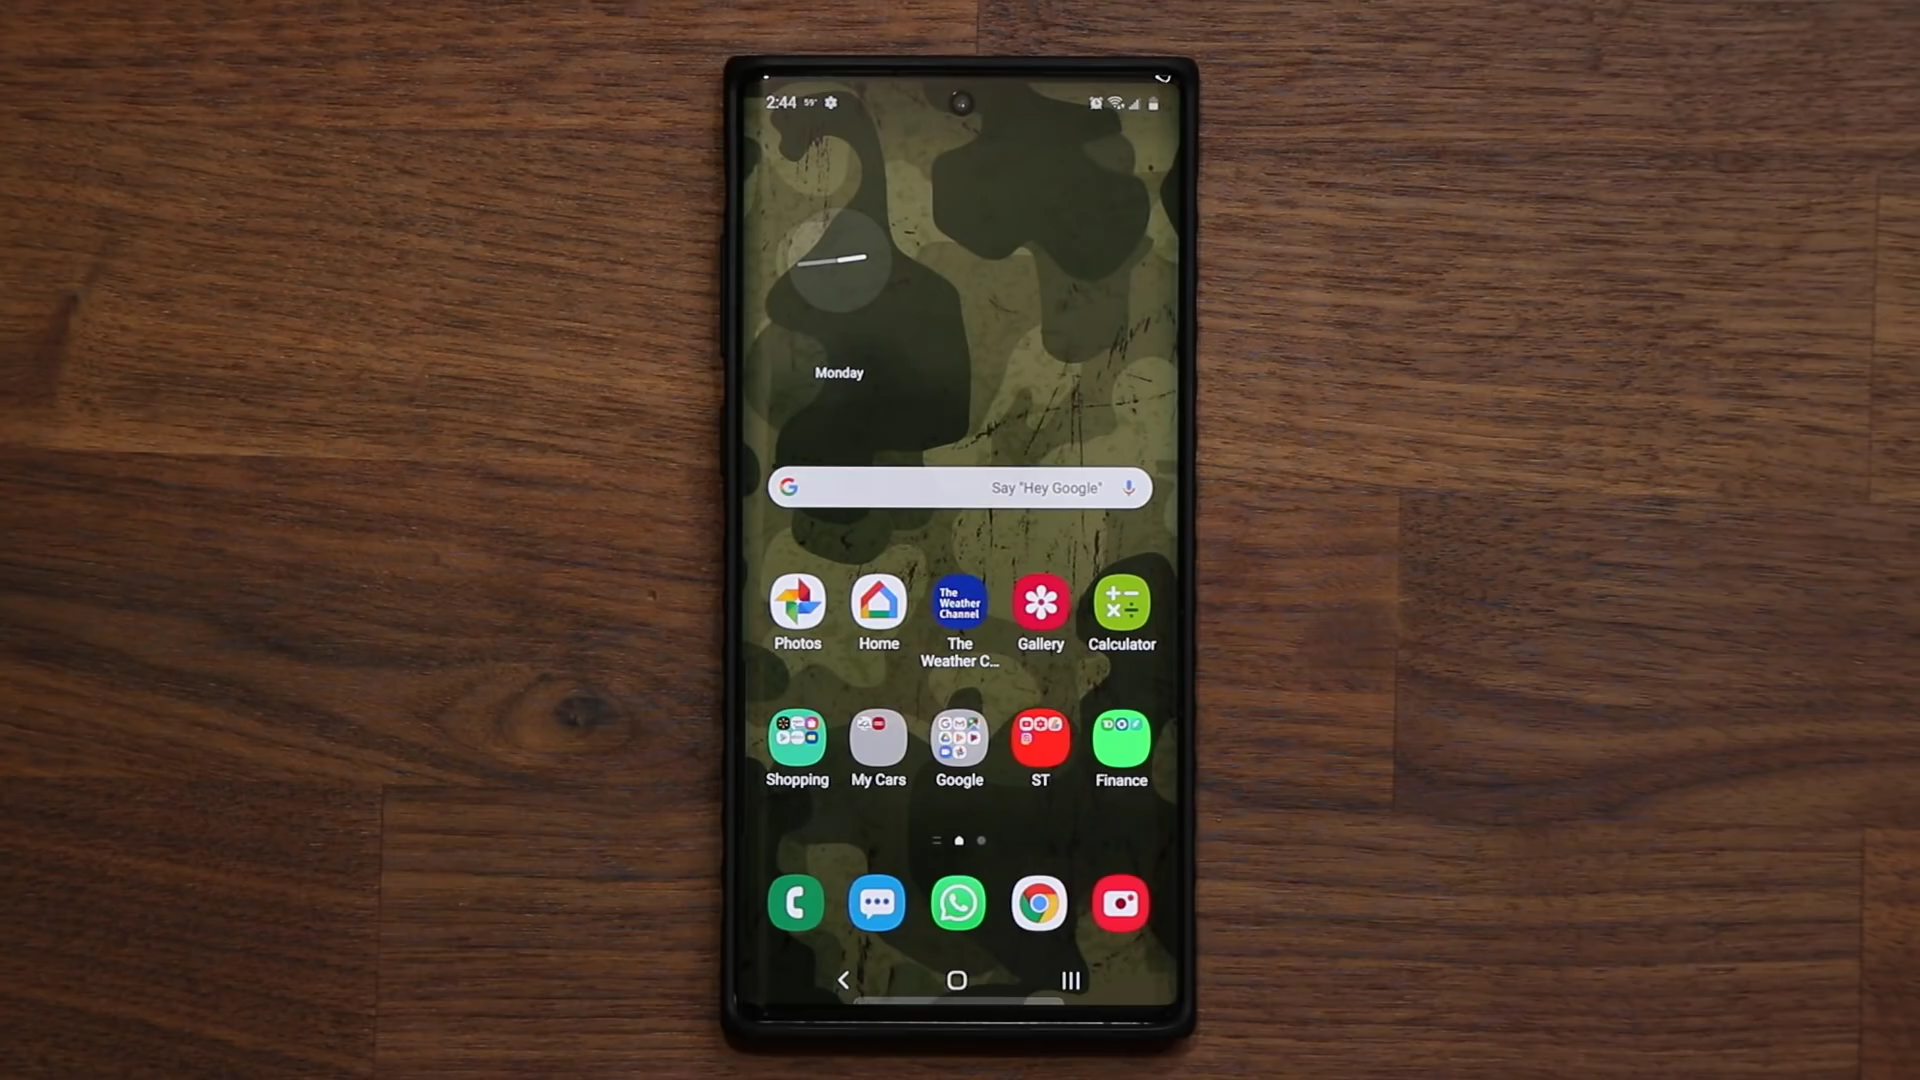 2:44 59°
Monday
Say "Hey Google"
The
Weather
Channel
Photos Home The Weather C... Gallery Calculator
Shopping My Cars Google ST Finance